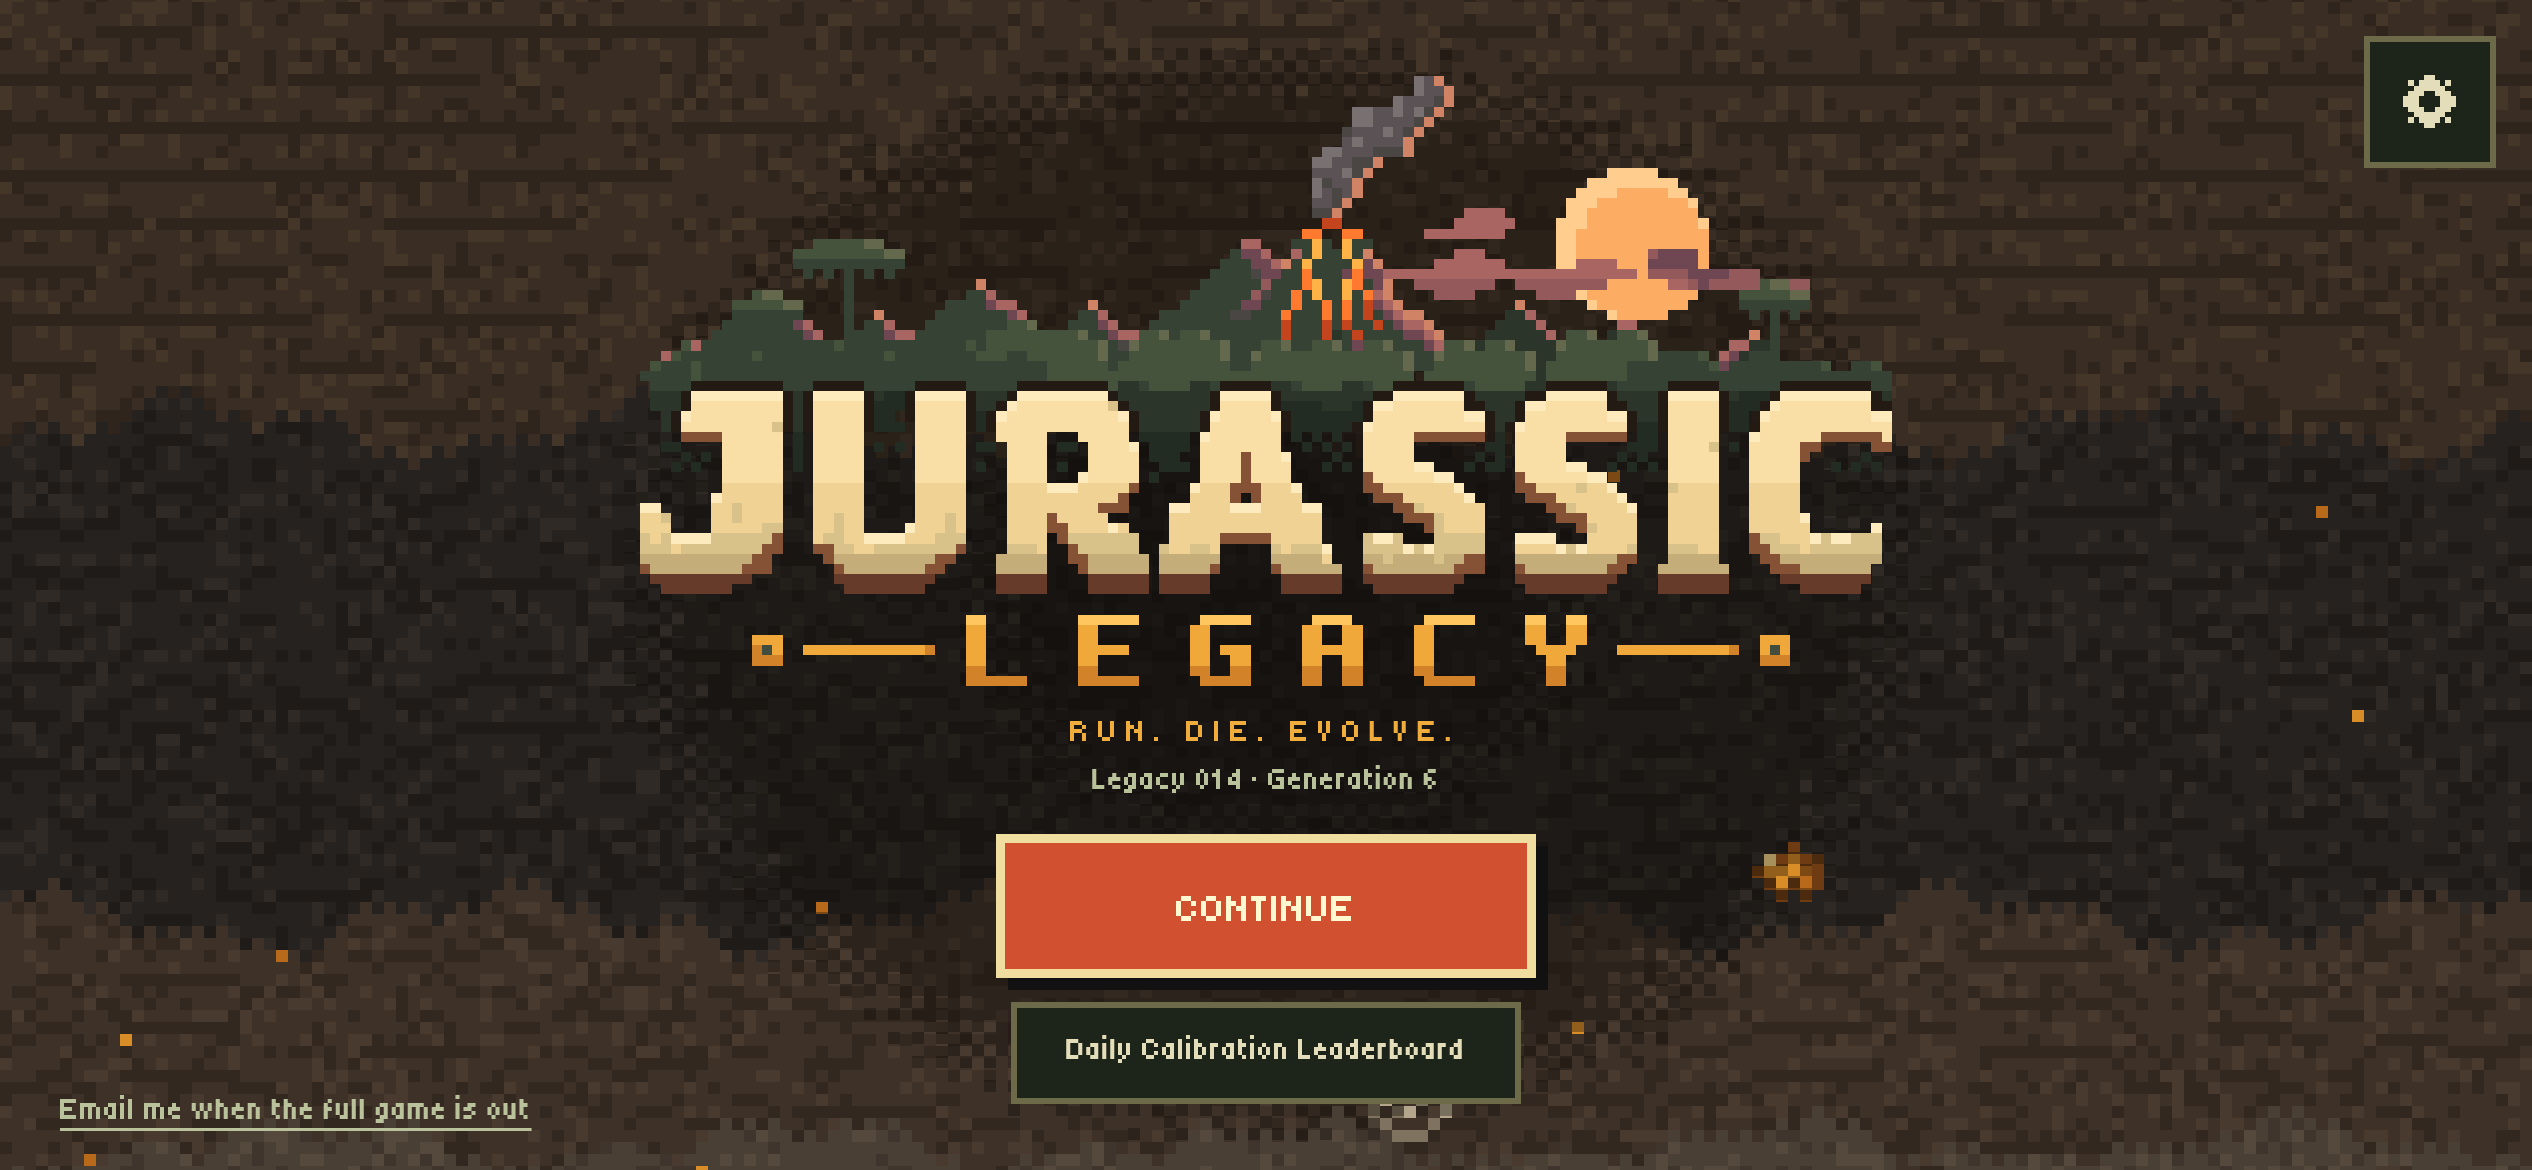 JURASSIC
LEGACY
RUN. DIE. EVOLVE.
Legacy 014 · Generation 6
CONTINUE
Daily Calibration Leaderboard
Email me when the full game is out